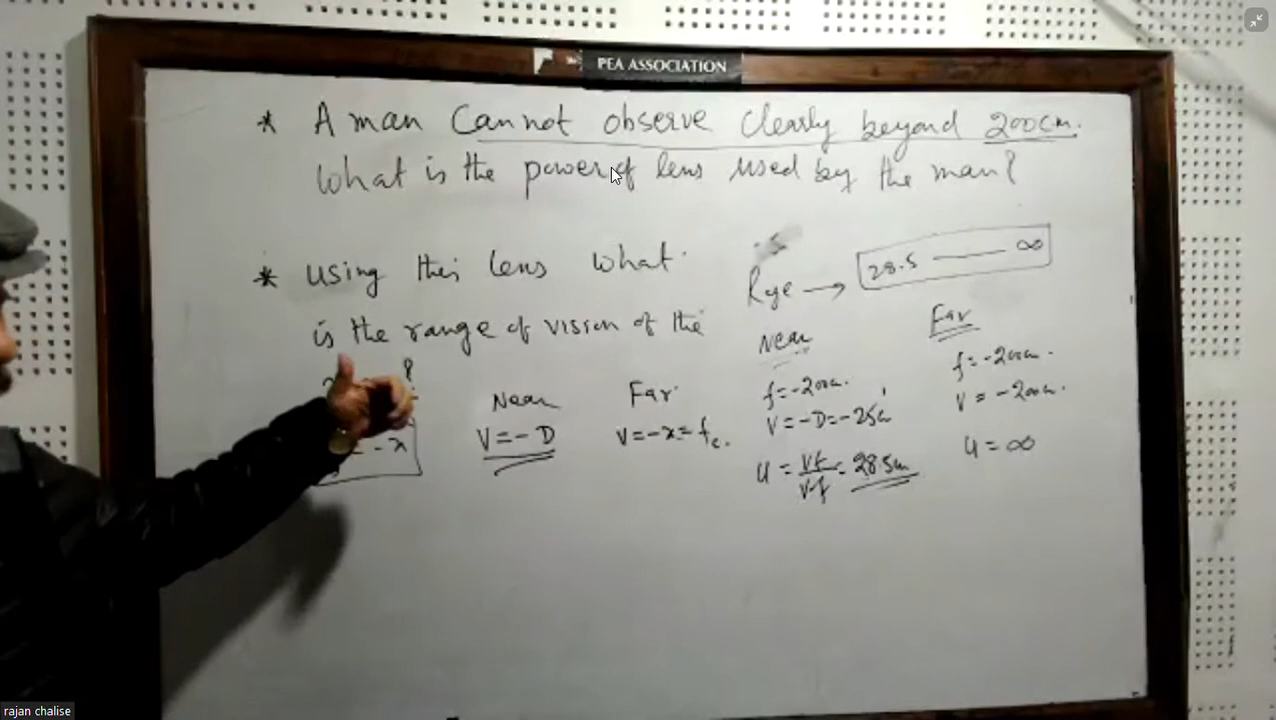 PEA ASSOCIATION
* A man cannot observe clearly beyond 200cm.
What is the power of lens used by the man?
* using this lens what
is the range of vision of the
?
= -x
Near
V = -D
Far
V = -x = f
Rye → 28.5 — ∞
Near
f = -200cm.
V = -D = -25cm
u = vf/v-f = 28.5cm
Far
f = -200cm.
V = -200cm.
u = ∞
rajan chalise